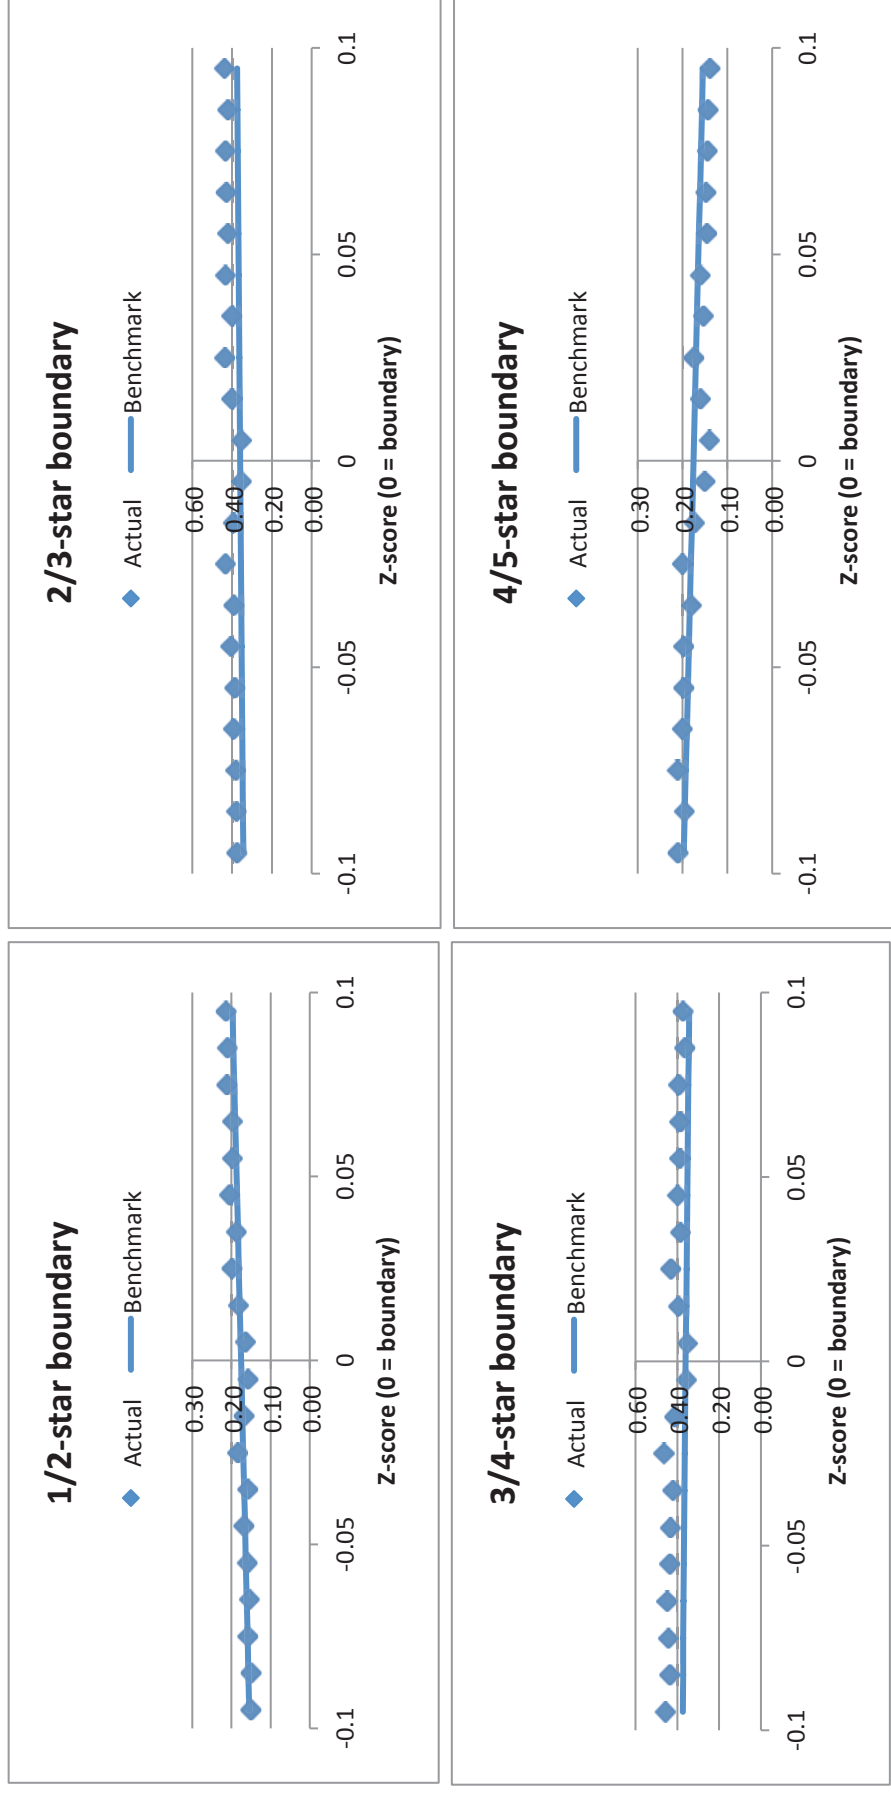 1/2-star boundary
Actual
Benchmark
0.30
0.20
0.10
0.00
-0.1
-0.05
0
0.05
0.1
Z-score (0 = boundary)
2/3-star boundary
Actual
Benchmark
0.60
0.40
0.20
0.00
-0.1
-0.05
0
0.05
0.1
Z-score (0 = boundary)
3/4-star boundary
Actual
Benchmark
0.60
0.40
0.20
0.00
-0.1
-0.05
0
0.05
0.1
Z-score (0 = boundary)
4/5-star boundary
Actual
Benchmark
0.30
0.20
0.10
0.00
-0.1
-0.05
0
0.05
0.1
Z-score (0 = boundary)